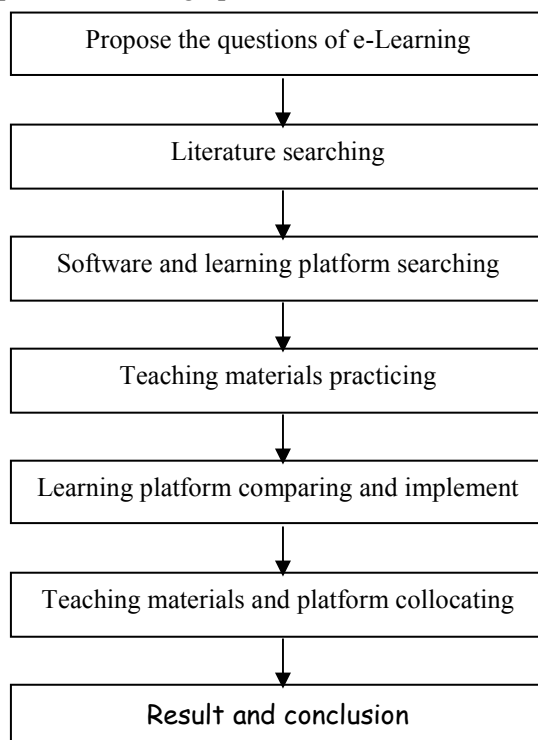 Propose the questions of e-Learning
Literature searching
Software and learning platform searching
Teaching materials practicing
Learning platform comparing and implement
Teaching materials and platform collocating
Result and conclusion